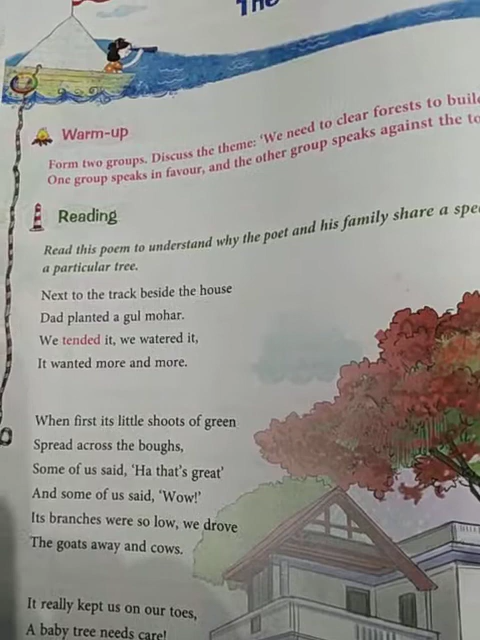 The
Warm-up
Form two groups. Discuss the theme: 'We need to clear forests to
One group speaks in favour, and the other group speaks against the
Reading
Read this poem to understand why the poet and his family share a
a particular tree.
Next to the track beside the house
Dad planted a gul mohar.
We tended it, we watered it,
It wanted more and more.
When first its little shoots of green
Spread across the boughs,
Some of us said, 'Ha that's great'
And some of us said, 'Wow!'
Its branches were so low, we drove
The goats away and cows.
It really kept us on our toes,
A baby tree needs care!